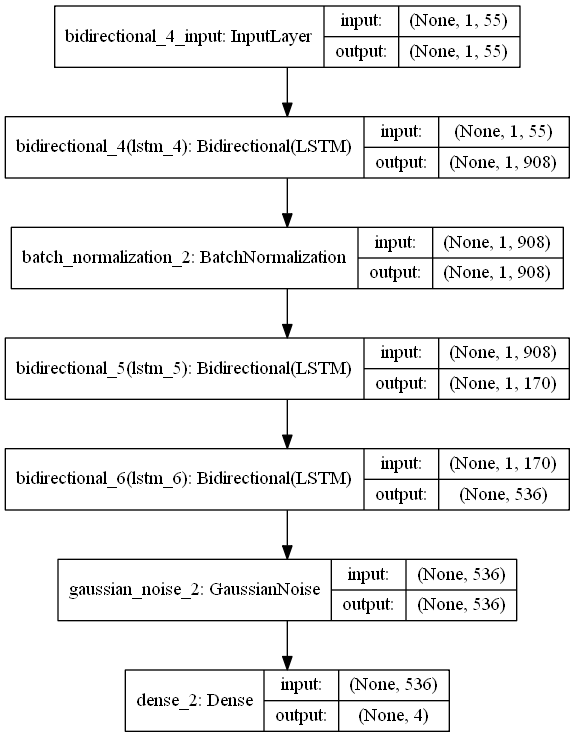 bidirectional_4_input: InputLayer
input: (None, 1, 55)
output: (None, 1, 55)
bidirectional_4(lstm_4): Bidirectional(LSTM)
input: (None, 1, 55)
output: (None, 1, 908)
batch_normalization_2: BatchNormalization
input: (None, 1, 908)
output: (None, 1, 908)
bidirectional_5(lstm_5): Bidirectional(LSTM)
input: (None, 1, 908)
output: (None, 1, 170)
bidirectional_6(lstm_6): Bidirectional(LSTM)
input: (None, 1, 170)
output: (None, 536)
gaussian_noise_2: GaussianNoise
input: (None, 536)
output: (None, 536)
dense_2: Dense
input: (None, 536)
output: (None, 4)